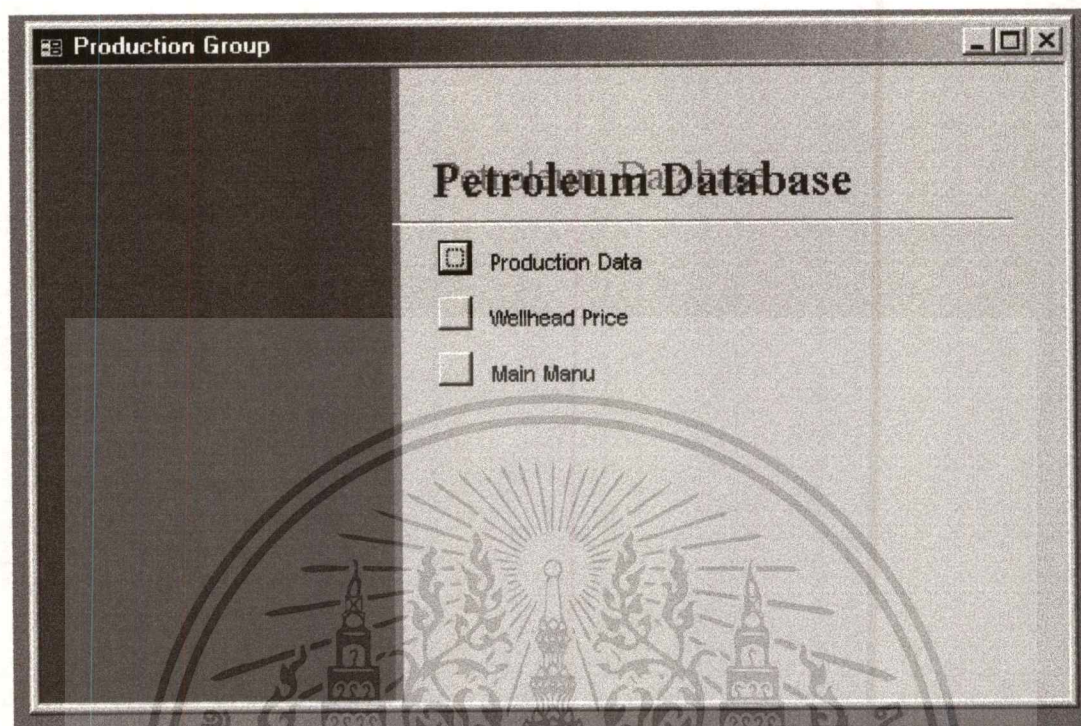 Production Group
Petroleum Database
Production Data
Wellhead Price
Main Manu